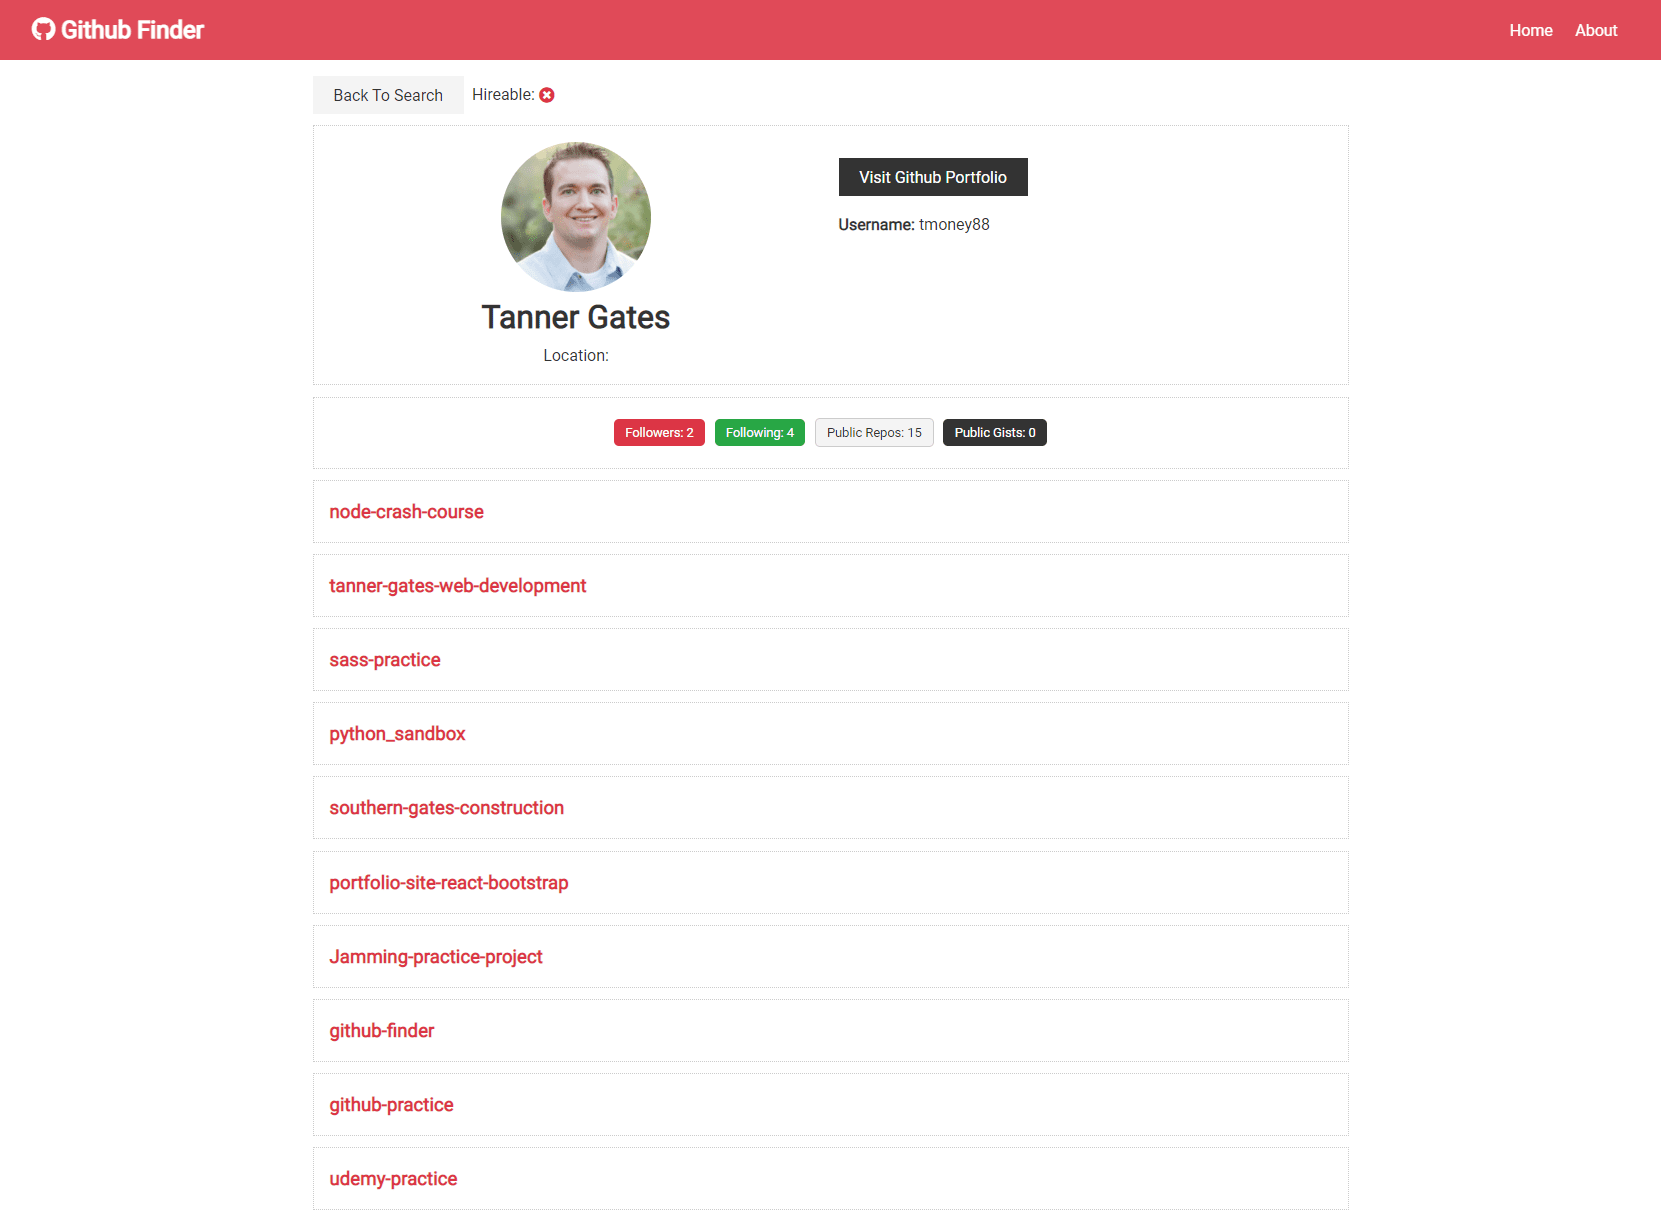 Github Finder
Home About
Back To Search Hireable:
Visit Github Portfolio
Username: tmoney88
Tanner Gates
Location:
Followers: 2 Following: 4 Public Repos: 15 Public Gists: 0
node-crash-course
tanner-gates-web-development
sass-practice
python_sandbox
southern-gates-construction
portfolio-site-react-bootstrap
Jamming-practice-project
github-finder
github-practice
udemy-practice